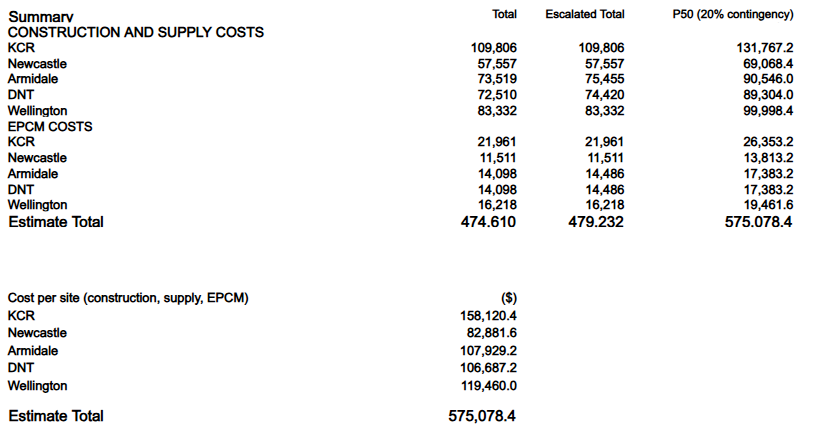 Summary Total Escalated Total P50 (20% contingency)
CONSTRUCTION AND SUPPLY COSTS
KCR 109,806 109,806 131,767.2
Newcastle 57,557 57,557 69,068.4
Armidale 73,519 75,455 90,546.0
DNT 72,510 74,420 89,304.0
Wellington 83,332 83,332 99,998.4
EPCM COSTS
KCR 21,961 21,961 26,353.2
Newcastle 11,511 11,511 13,813.2
Armidale 14,098 14,486 17,383.2
DNT 14,098 14,486 17,383.2
Wellington 16,218 16,218 19,461.6
Estimate Total 474.610 479.232 575.078.4
Cost per site (construction, supply, EPCM) ($)
KCR 158,120.4
Newcastle 82,881.6
Armidale 107,929.2
DNT 106,687.2
Wellington 119,460.0
Estimate Total 575,078.4